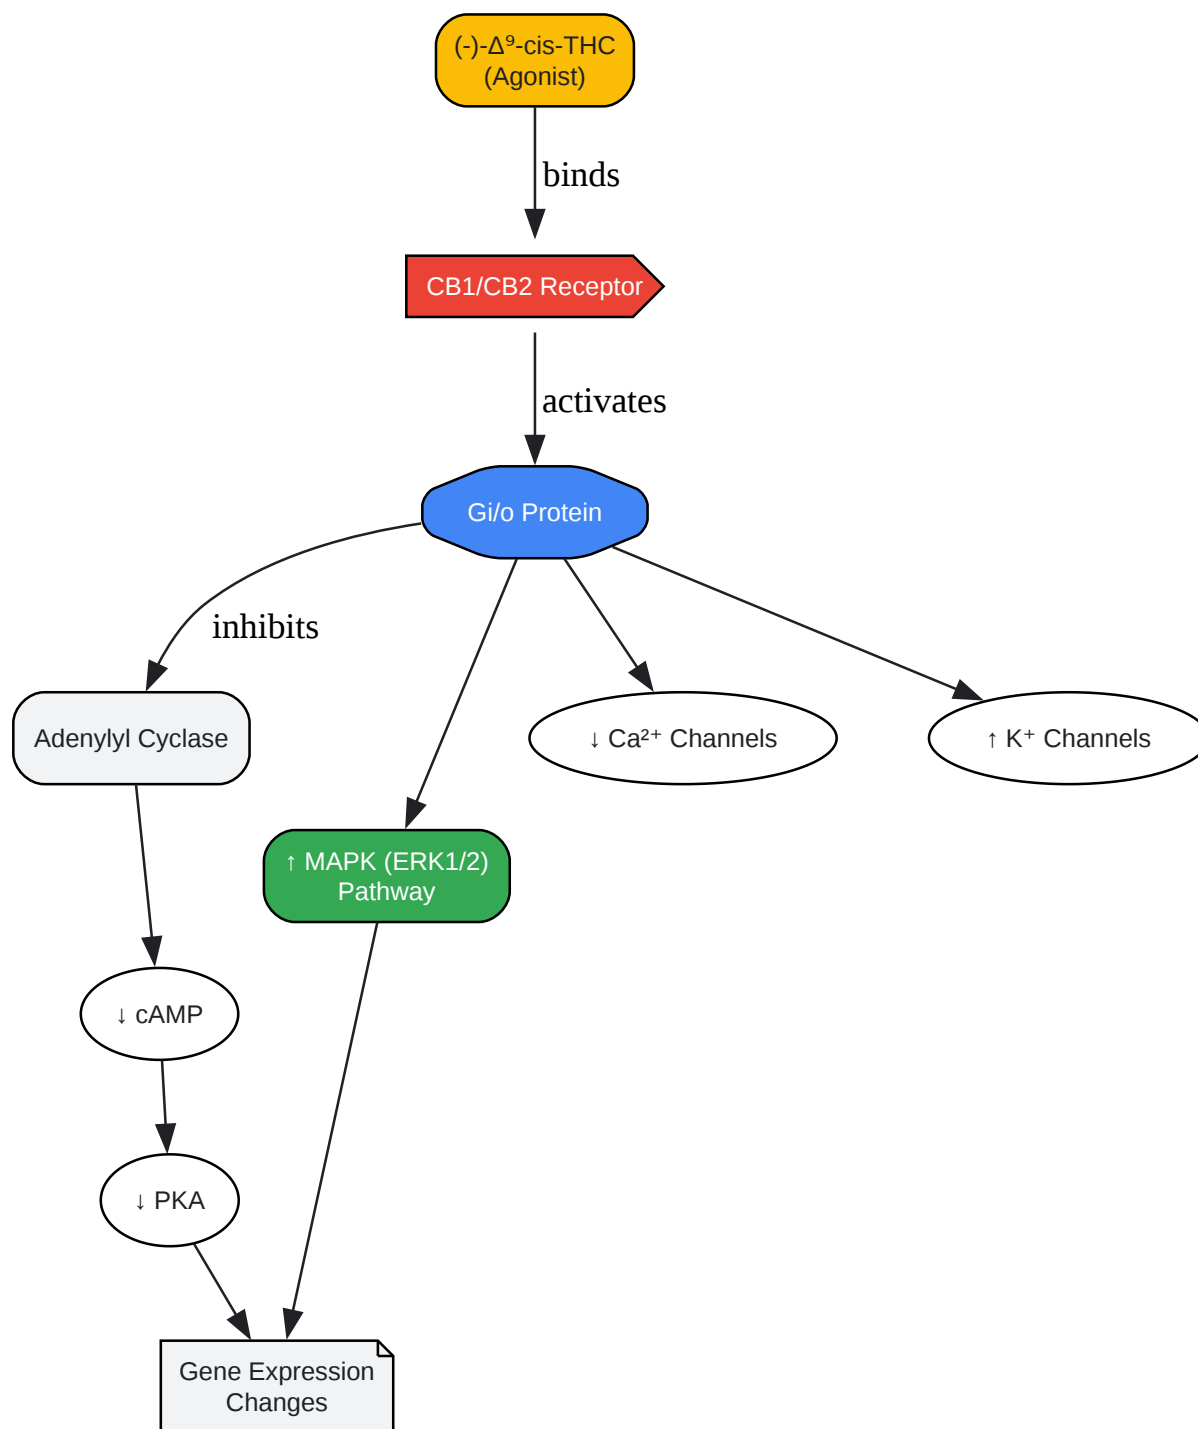 (-)-Δ⁹-cis-THC
(Agonist)
binds
CB1/CB2 Receptor
activates
Gi/o Protein
inhibits
Adenylyl Cyclase
↓ Ca²⁺ Channels
↑ K⁺ Channels
↑ MAPK (ERK1/2)
Pathway
↓ cAMP
↓ PKA
Gene Expression
Changes